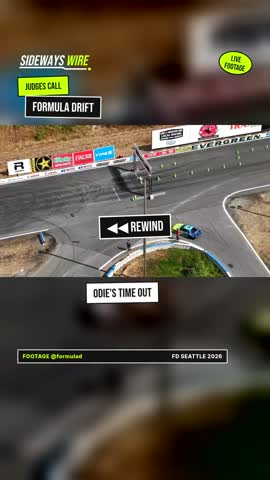 SIDEWAYS WIRE.
LIVE
FOOTAGE
JUDGES CALL
FORMULA DRIFT
EVERGREEN
REWIND
ODIE'S TIME OUT
FOOTAGE @formulad
FD SEATTLE 2026